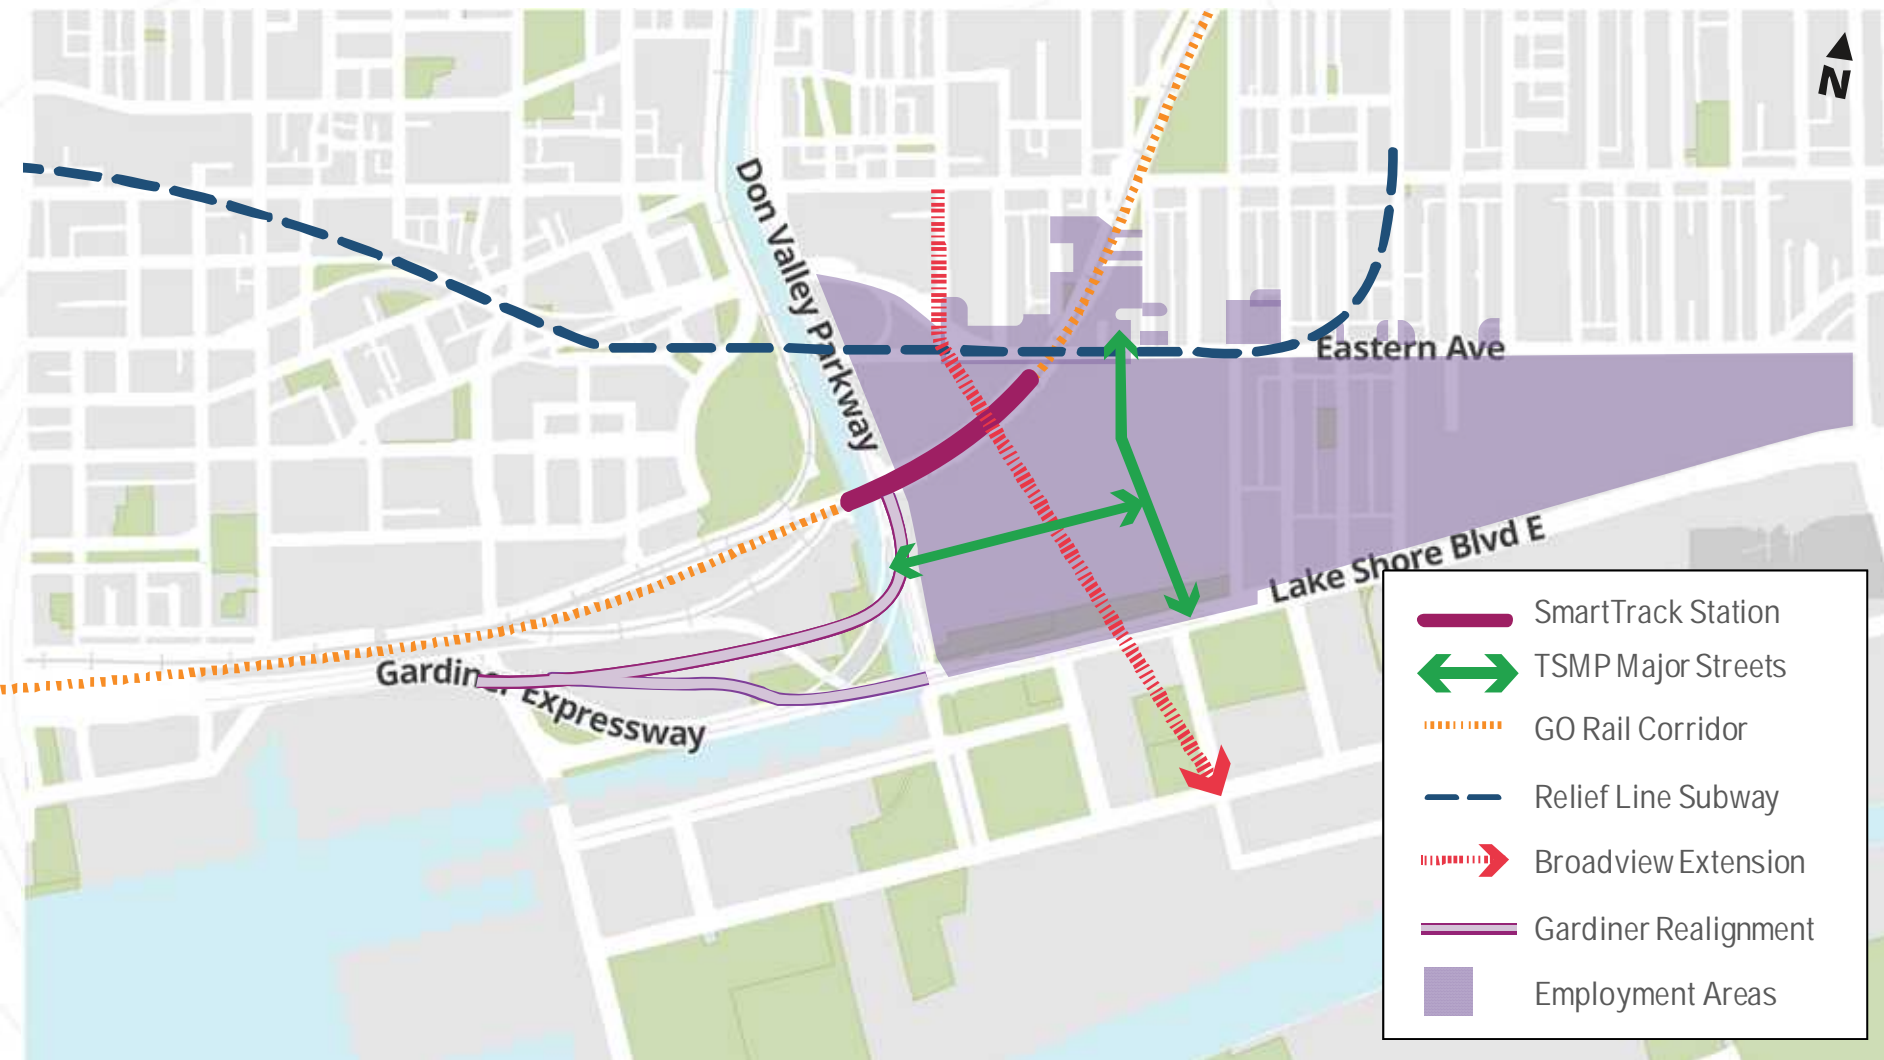 N
Don Valley Parkway
Eastern Ave
Lake Shore Blvd E
Gardiner Expressway
SmartTrack Station
TSMP Major Streets
GO Rail Corridor
Relief Line Subway
Broadview Extension
Gardiner Realignment
Employment Areas